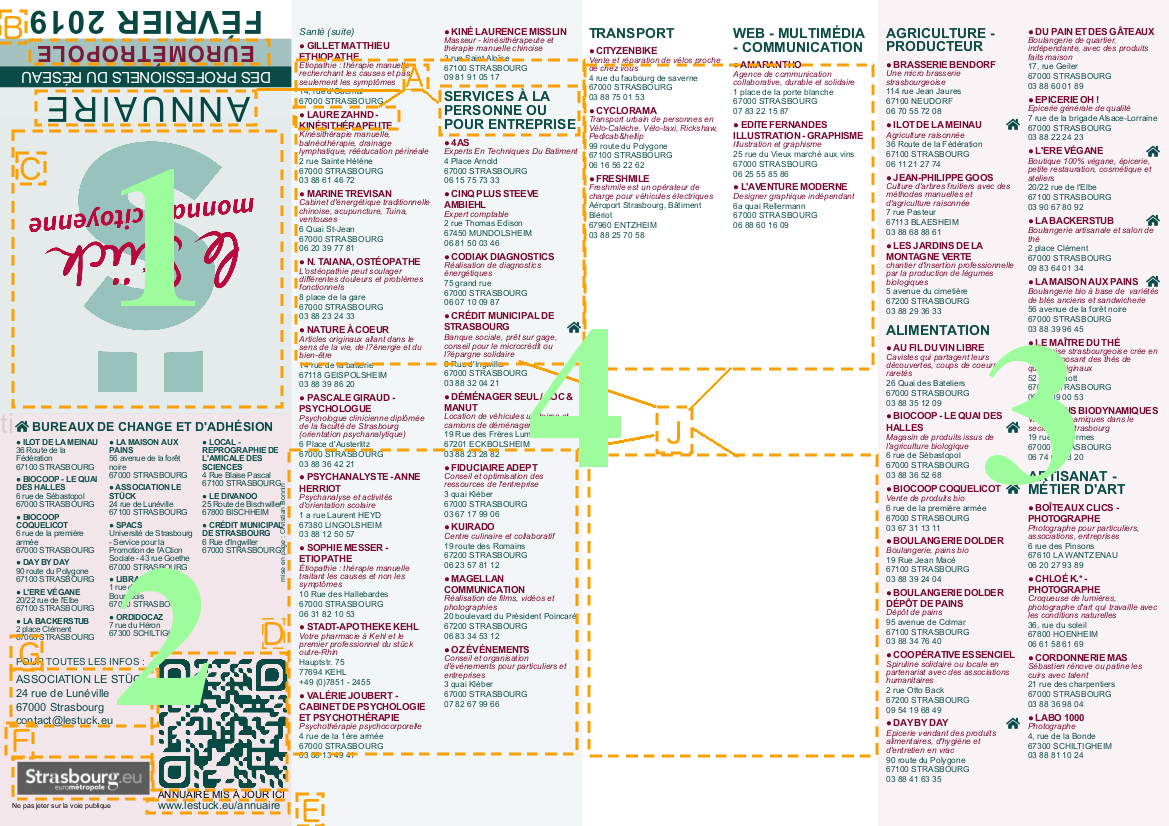 B
FÉVRIER 2019
EUROMÉTROPOLE
DES PROFESSIONELS DU RÉSEAU
ANNUAIRE
C
le Stück
monnaie citoyenne
1
BUREAUX DE CHANGE ET D'ADHÉSION
● ILOT DE LA MEINAU
36 Route de la
Fédération
67100 STRASBOURG
● BIOCOOP - LE QUAI
DES HALLES
6 rue de Sébastopol
67000 STRASBOURG
● BIOCOOP
COQUELICOT
6 rue de la première
armée
67000 STRASBOURG
● DAY BY DAY
90 route du Polygone
67100 STRASBOURG
● L'ERE VÉGANE
20/22 rue de l'Elbe
67100 STRASBOURG
● LA BACKERSTUB
2 place Clément
67000 STRASBOURG
● LA MAISON AUX
PAINS
56 avenue de la forêt
noire
67000 STRASBOURG
● ASSOCIATION LE
STÜCK
24 rue de Lunéville
67100 STRASBOURG
● SPACS
Université de Strasbourg
- Service pour la
Promotion de l'AClion
Sociale - 43 rue Goethe
67000 STRASBOURG
● LIBRA
1 rue d
67000 STRASBO
● ORDIDOCAZ
7 rue du Héron
67300 SCHILTIG
● LOCAL -
REPROGRAPHIE DE
L'AMICALE DES
SCIENCES
4 Rue Blaise Pascal
67100 STRASBOURG
● LE DIVANOO
25 Route de Bischwiller
67800 BISCHHEIM
● CRÉDIT MUNICIPAL
DE STRASBOURG
6 Rue d'Ingwiller
67000 STRASBOURG
mise en page : Christian Bonnis
2
D
G
POUR TOUTES LES INFOS :
ASSOCIATION LE STÜC
24 rue de Lunéville
67000 Strasbourg
contact@lestuck.eu
F
Strasbourg.eu
eurométropole
Ne pas jeter sur la voie publique
ANNUAIRE MIS À JOUR ICI
www.lestuck.eu/annuaire
E
Santé (suite)
● GILLET MATTHIEU
ETIOPATHE
Étiopathie : thérapie manuelle
recherchant les causes et pas
seulement les symptômes
67000 STRASBOURG
A
● LAURE ZAHND -
KINÉSITHÉRAPEUTE
Kinésithérapie manuelle,
balnéothérapie, drainage
lymphatique, rééducation périnéale
2 rue Sainte Hélène
67000 STRASBOURG
03 88 61 46 72
● MARINE TREVISAN
Cabinet d'énergétique traditionnelle
chinoise, acupuncture, Tuina,
ventouses
6 Quai St-Jean
67000 STRASBOURG
06 20 39 77 81
● N. TAIANA, OSTÉOPATHE
L'ostéopathie peut soulager
différentes douleurs et problèmes
fonctionnels
8 place de la gare
67000 STRASBOURG
03 88 23 24 33
● NATURE À COEUR
Articles originaux allant dans le
sens de la vie, de l?énergie et du
bien-être
14 rue de la batterie
67118 GEISPOLSHEIM
03 88 39 86 20
● PASCALE GIRAUD -
PSYCHOLOGUE
Psychologue clinicienne diplômée
de la faculté de Strasbourg
(orientation psychanalytique)
6 Place d'Austerlitz
67000 STRASBOURG
03 88 36 42 21
● PSYCHANALYSTE - ANNE
HERRIOT
Psychanalyse et activités
d'orientation scolaire
1 a rue Laurent HEYD
67380 LINGOLSHEIM
03 88 12 50 57
● SOPHIE MESSER -
ETIOPATHE
Étiopathie : thérapie manuelle
traitant les causes et non les
symptômes
10 Rue des Hallebardes
67000 STRASBOURG
06 31 82 10 53
● STADT-APOTHEKE KEHL
Votre pharmacie à Kehl et le
premier professionnel du stück
outre-Rhin
Hauptstr. 75
77694 KEHL
+49 (0)7851 - 2455
● VALÉRIE JOUBERT -
CABINET DE PSYCHOLOGIE
ET PSYCHOTHÉRAPIE
Psychothérapie psychocorporelle
4 rue de la 1ère armée
67000 STRASBOURG
03 88 13 49 41
● KINÉ LAURENCE MISSLIN
Masseur - kinésithérapeute et
thérapie manuelle chinoise
3 rue Saint Aloïse
67100 STRASBOURG
09 81 91 05 17
SERVICES À LA
PERSONNE OU
POUR ENTREPRISE
● 4AS
Experts En Techniques Du Batiment
4 Place Arnold
67000 STRASBOURG
06 15 75 73 33
● CINQ PLUS STEEVE
AMBIEHL
Expert comptable
2 rue Thomas Edison
67450 MUNDOLSHEIM
06 81 50 03 46
● CODIAK DIAGNOSTICS
Réalisation de diagnostics
énergétiques
75 grand rue
67000 STRASBOURG
06 07 10 09 87
● CRÉDIT MUNICIPAL DE
STRASBOURG
Banque sociale, prêt sur gage,
conseil pour le microcrédit ou
l?épargne solidaire
6 Rue d'Ingwiller
67000 STRASBOURG
03 88 32 04 21
● DÉMÉNAGER SEUL / LOC &
MANUT
Location de véhicules utilitaires et
camions de déménagem
19 Rue des Frères Lum
67201 ECKBOLSHEIM
03 88 23 28 82
● FIDUCIAIRE ADEPT
Conseil et optimisation des
ressources de l'entreprise
3 quai Kléber
67000 STRASBOURG
03 67 17 99 06
● KUIRADO
Centre culinaire et collaboratif
19 route des Romains
67200 STRASBOURG
06 23 57 81 12
● MAGELLAN
COMMUNICATION
Réalisation de films, vidéos et
photographies
20 boulevard du Président Poincaré
67000 STRASBOURG
06 83 34 53 12
● OZ ÉVÉNEMENTS
Conseil et organisation
d'événements pour particuliers et
entreprises
3 quai Kléber
67000 STRASBOURG
07 82 67 99 66
4
J
TRANSPORT
● CITYZENBIKE
Vente et réparation de vélos proche
de chez vous
4 rue du faubourg de saverne
67000 STRASBOURG
03 88 75 01 53
● CYCLORAMA
Transport urbain de personnes en
Vélo-Calèche, Vélo-taxi, Rickshaw,
Pedicab&hellip
99 route du Polygone
67100 STRASBOURG
06 16 56 22 62
● FRESHMILE
Freshmile est un opérateur de
charge pour véhicules électriques
Aéroport Strasbourg, Bâtiment
Blériot
67960 ENTZHEIM
03 88 25 70 58
WEB - MULTIMÉDIA
- COMMUNICATION
● AMARANTHO
Agence de communication
collaborative, durable et solidaire
1 place de la porte blanche
67000 STRASBOURG
07 83 22 15 87
● EDITE FERNANDES
ILLUSTRATION - GRAPHISME
Illustration et graphisme
25 rue du Vieux marché aux vins
67000 STRASBOURG
06 25 55 85 86
● L'AVENTURE MODERNE
Designer graphique indépendant
6a quai Rellermann
67000 STRASBOURG
06 88 60 16 09
AGRICULTURE -
PRODUCTEUR
● BRASSERIE BENDORF
Une micro brasserie
strasbourgeoise
114 rue Jean Jaures
67100 NEUDORF
06 70 55 72 08
● ILOT DE LA MEINAU
Agriculture raisonnée
36 Route de la Fédération
67100 STRASBOURG
06 11 21 27 74
● JEAN-PHILIPPE GOOS
Culture d'arbres fruitiers avec des
méthodes manuelles et
d'agriculture raisonnée
7 rue Pasteur
67113 BLAESHEIM
03 88 68 88 61
● LES JARDINS DE LA
MONTAGNE VERTE
chantier d'insertion professionnelle
par la production de légumes
biologiques
5 avenue du cimetière
67200 STRASBOURG
03 88 29 36 33
ALIMENTATION
● AU FIL DU VIN LIBRE
Cavistes qui partagent leurs
découvertes, coups de coeur
raretés
26 Quai des Bateliers
67000 STRASBOURG
03 88 35 12 09
● BIOCOOP - LE QUAI DES
HALLES
Magasin de produits issus de
l'agriculture biologique
6 rue de Sébastopol
67000 STRASBOURG
03 88 36 52 68
● BIOCOOP COQUELICOT
Vente de produits bio
6 rue de la première armée
67000 STRASBOURG
03 67 31 13 11
● BOULANGERIE DOLDER
Boulangerie, pains bio
19 Rue Jean Macé
67100 STRASBOURG
03 88 39 24 04
● BOULANGERIE DOLDER
DÉPÔT DE PAINS
Dépôt de pains
95 avenue de Colmar
67100 STRASBOURG
03 88 34 76 40
● COOPÉRATIVE ESSENCIEL
Spiruline solidaire ou locale en
partenariat avec des associations
humanitaires
2 rue Otto Back
67200 STRASBOURG
09 54 19 68 49
● DAY BY DAY
Epicerie vendant des produits
alimentaires, d'hygiène et
d'entretien en vrac
90 route du Polygone
67100 STRASBOURG
03 88 41 63 35
● DU PAIN ET DES GÂTEAUX
Boulangerie de quartier,
indépendante, avec des produits
faits maison
17, rue Geiler
67000 STRASBOURG
03 88 60 01 89
● EPICERIE OH !
Epicerie générale de qualité
7 rue de la brigade Alsace-Lorraine
67000 STRASBOURG
03 88 22 24 23
● L'ERE VÉGANE
Boutique 100% végane, épicerie,
petite restauration, cosmétique et
ateliers
20/22 rue de l'Elbe
67100 STRASBOURG
03 90 67 80 92
● LA BACKERSTUB
Boulangerie artisanale et salon de
thé
2 place Clément
67000 STRASBOURG
09 83 64 01 34
● LA MAISON AUX PAINS
Boulangerie bio à base de variétés
de blés anciens et sandwicherie
56 avenue de la forêt noire
67000 STRASBOURG
03 88 39 96 45
● LE MAÎTRE DU THÉ
ise strasbourgeoise crée en
posant des thés de
originaux
3
BIODYNAMIQUES
ARTISANAT -
MÉTIER D'ART
● BOÎTEAUX CLICS -
PHOTOGRAPHE
Photographe pour particuliers,
associations, entreprises
6 rue des Pinsons
67610 LA WANTZENAU
06 20 27 93 89
● CHLOÉ K.* -
PHOTOGRAPHE
Croqueuse de lumières,
photographe d'art qui travaille avec
les conditions naturelles
36, rue du soleil
67800 HOENHEIM
06 61 58 61 69
● CORDONNERIE MAS
Sébastien rénove ou patine les
cuirs avec talent
21 rue des charpentiers
67000 STRASBOURG
03 88 36 98 04
● LABO 1000
Photographe
4, rue de la Bonde
67300 SCHILTIGHEIM
03 88 81 10 24